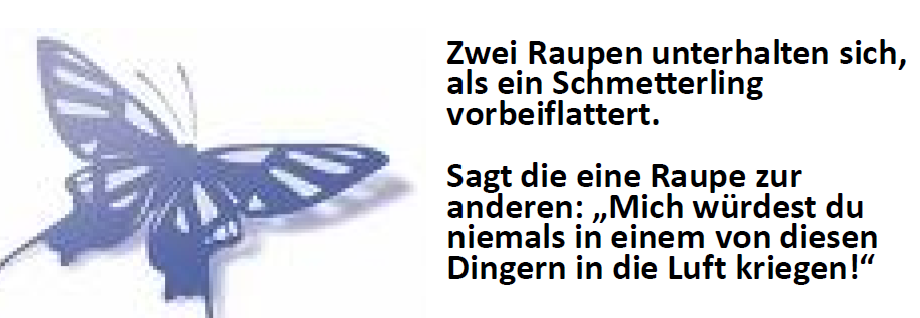 Zwei Raupen unterhalten sich,
als ein Schmetterling
vorbeiflattert.
Sagt die eine Raupe zur
anderen: „Mich würdest du
niemals in einem von diesen
Dingern in die Luft kriegen!“